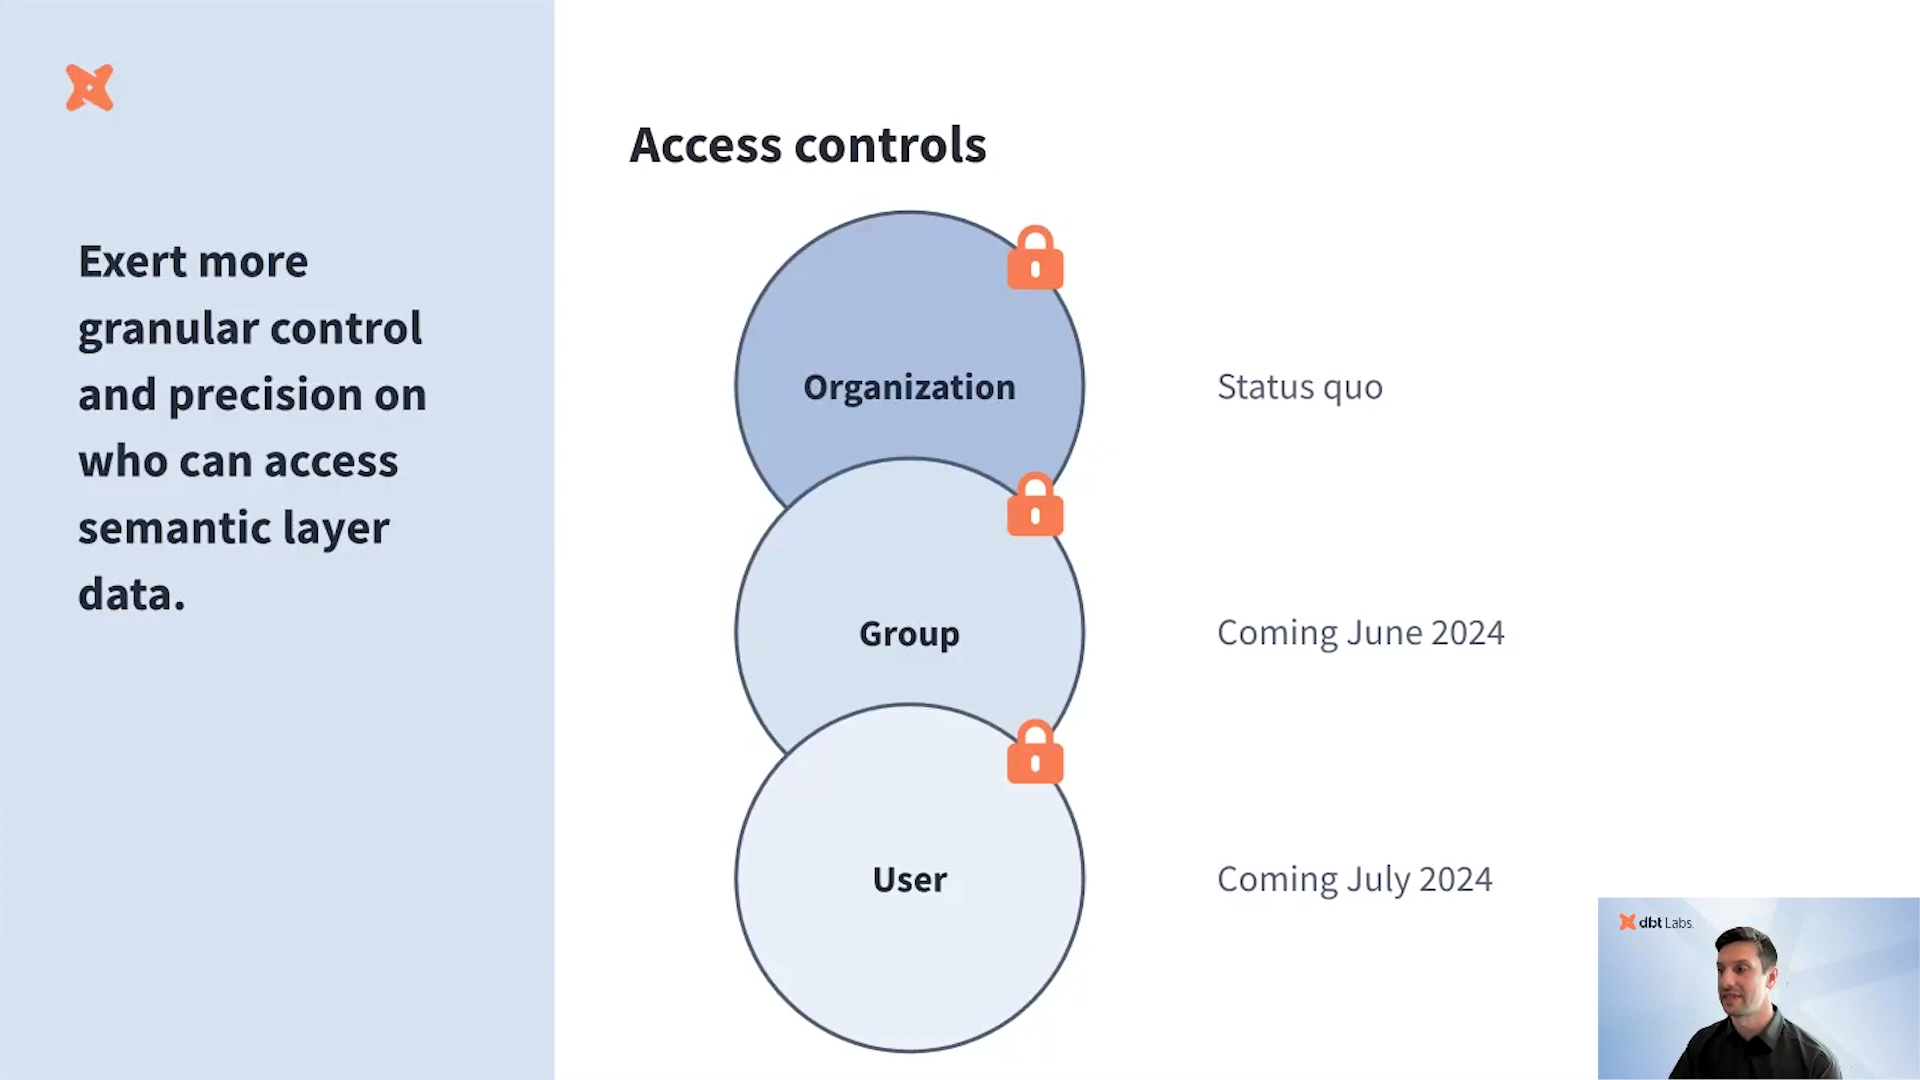 Exert more
granular control
and precision on
who can access
semantic layer
data.
Access controls
Organization
Status quo
Group
Coming June 2024
User
Coming July 2024
dbt Labs